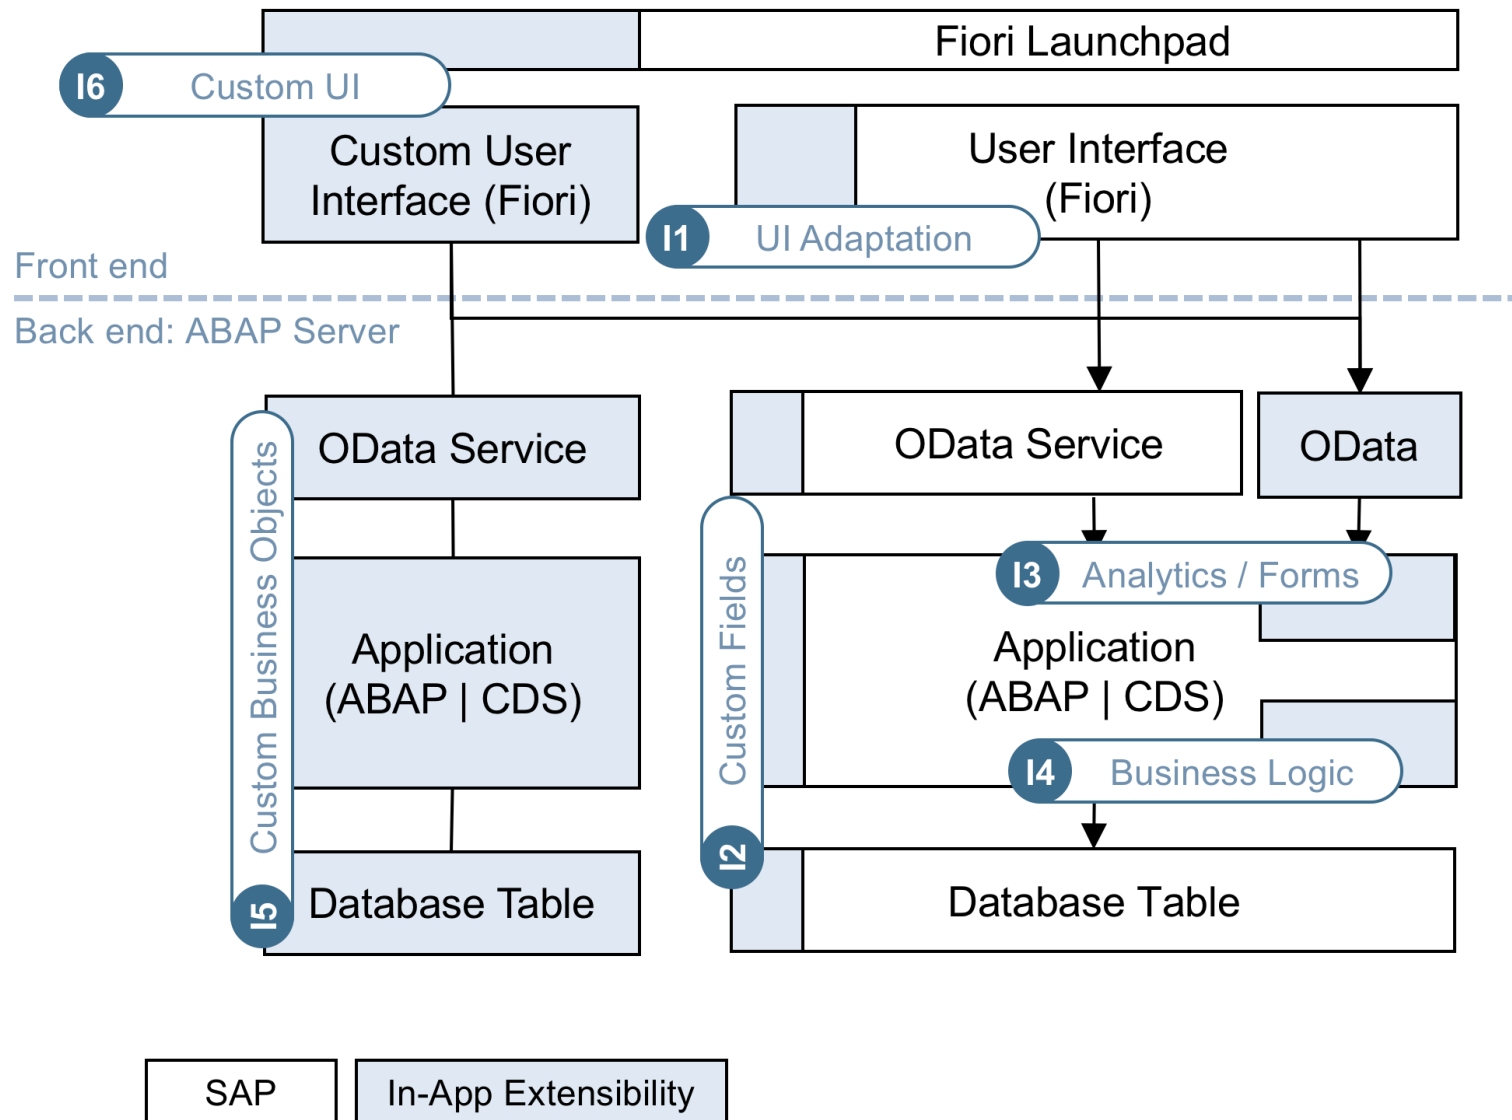 Fiori Launchpad
I6 Custom UI
Custom User
Interface (Fiori)
User Interface
(Fiori)
I1 UI Adaptation
Front end
Back end: ABAP Server
OData Service
OData Service
OData
I5 Custom Business Objects
I2 Custom Fields
I3 Analytics / Forms
Application
(ABAP | CDS)
Application
(ABAP | CDS)
I4 Business Logic
Database Table
Database Table
SAP
In-App Extensibility